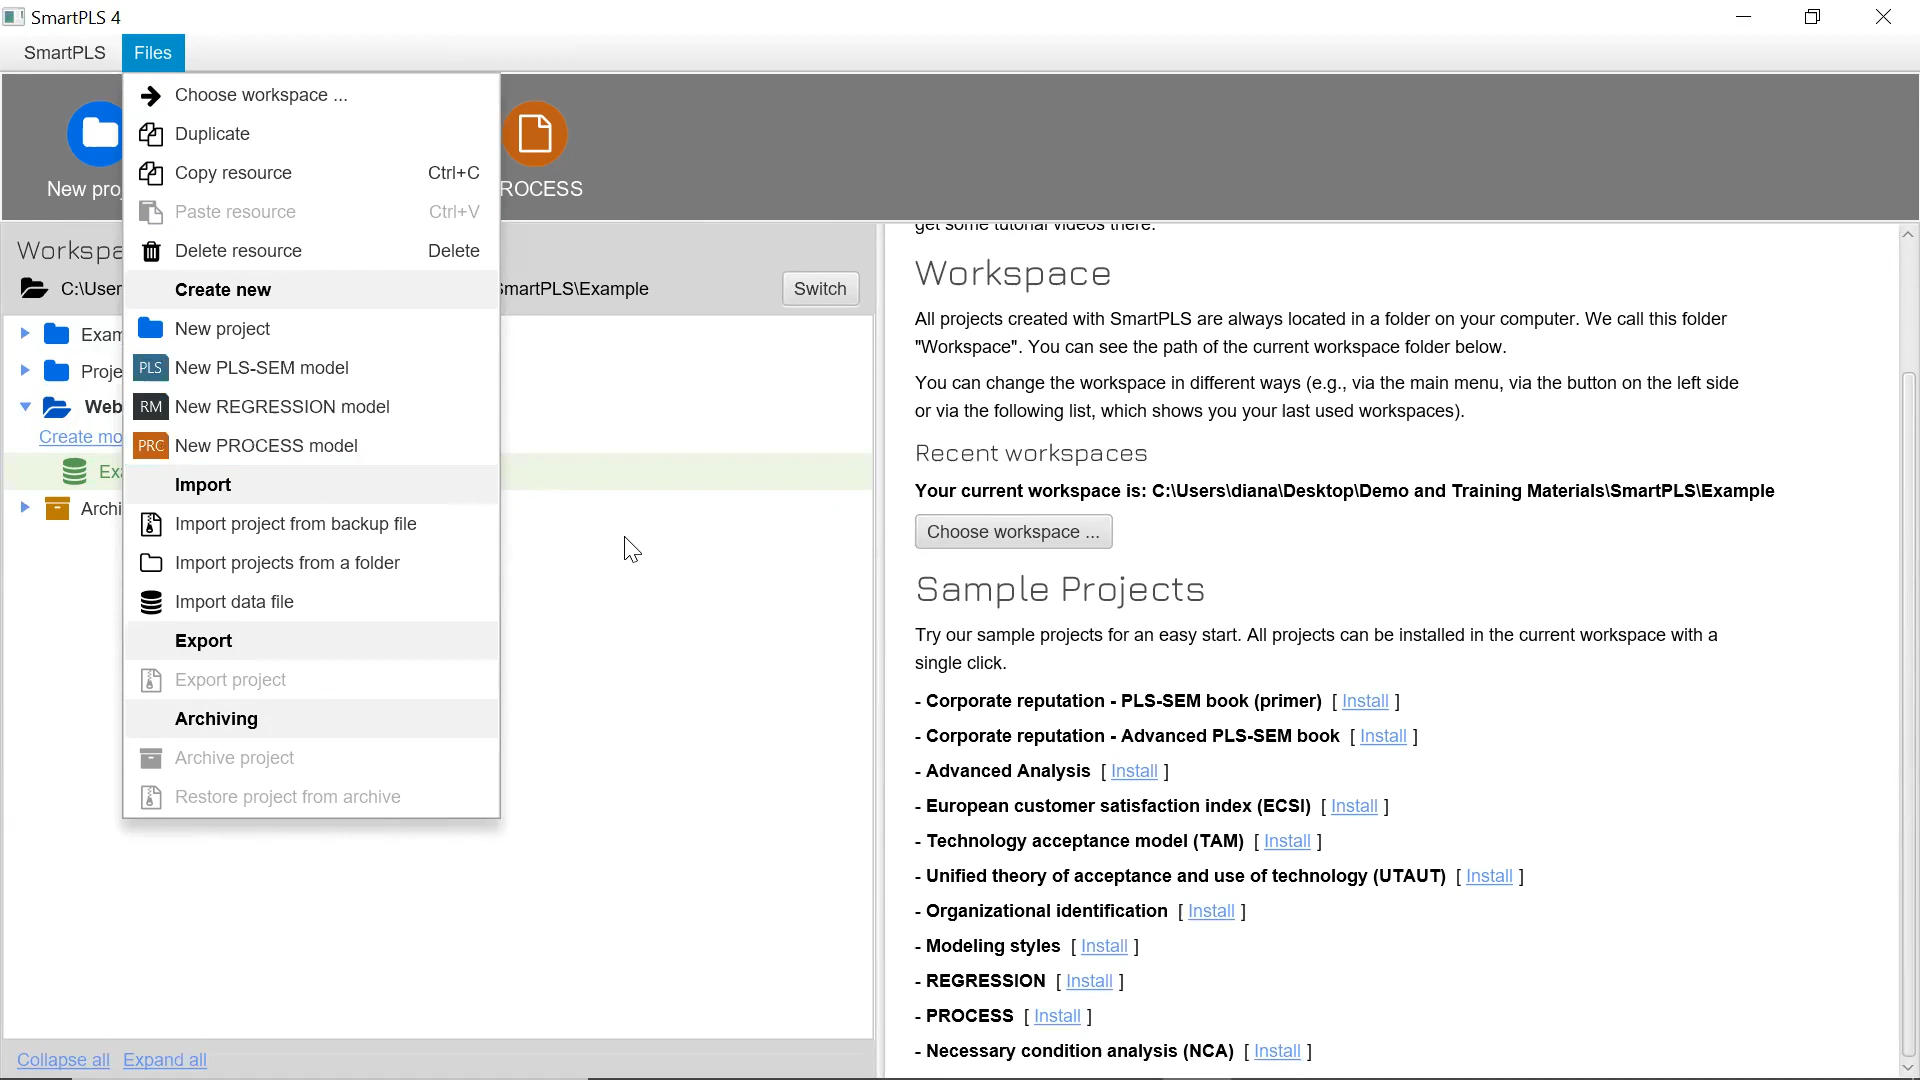 SmartPLS 4
SmartPLS Files
Choose workspace ...
Duplicate
Copy resource Ctrl+C
Paste resource Ctrl+V
Delete resource Delete
Create new
New project
PLS New PLS-SEM model
RM New REGRESSION model
PRC New PROCESS model
Import
Import project from backup file
Import projects from a folder
Import data file
Export
Export project
Archiving
Archive project
Restore project from archive
New pro
ROCESS
Workspa
C:\User
SmartPLS\Example
Switch
Exam
Proje
Web
Create mo
Exa
Archi
Collapse all Expand all
get some tutorial videos there.
Workspace
All projects created with SmartPLS are always located in a folder on your computer. We call this folder
"Workspace". You can see the path of the current workspace folder below.
You can change the workspace in different ways (e.g., via the main menu, via the button on the left side
or via the following list, which shows you your last used workspaces).
Recent workspaces
Your current workspace is: C:\Users\diana\Desktop\Demo and Training Materials\SmartPLS\Example
Choose workspace ...
Sample Projects
Try our sample projects for an easy start. All projects can be installed in the current workspace with a
single click.
- Corporate reputation - PLS-SEM book (primer) [ Install ]
- Corporate reputation - Advanced PLS-SEM book [ Install ]
- Advanced Analysis [ Install ]
- European customer satisfaction index (ECSI) [ Install ]
- Technology acceptance model (TAM) [ Install ]
- Unified theory of acceptance and use of technology (UTAUT) [ Install ]
- Organizational identification [ Install ]
- Modeling styles [ Install ]
- REGRESSION [ Install ]
- PROCESS [ Install ]
- Necessary condition analysis (NCA) [ Install ]